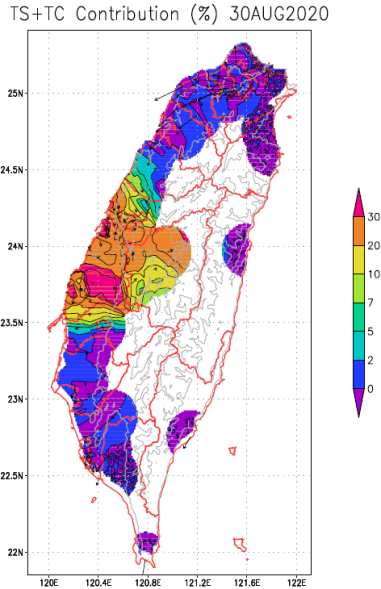 TS+TC Contribution (%) 30AUG2020
25N
24.5N
24N
23.5N
23N
22.5N
22N
120E 120.4E 120.8E 121.2E 121.6E 122E
30
20
10
7
5
2
0